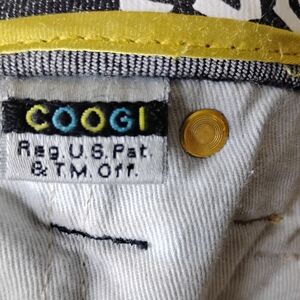 COOGI
Reg. U.S. Pat.
& T.M. Off.